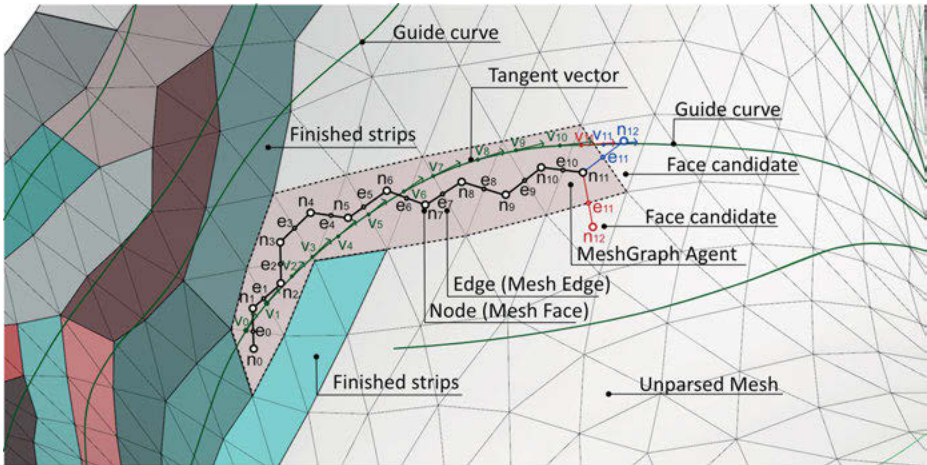 Guide curve
Tangent vector
Guide curve
Finished strips
Face candidate
Face candidate
MeshGraph Agent
Edge (Mesh Edge)
Node (Mesh Face)
Finished strips
Unparsed Mesh
n0
n1
n2
n3
n4
n5
n6
n7
n8
n9
n10
n11
n12
n12
e0
e1
e2
e3
e4
e5
e6
e7
e8
e9
e10
e11
e11
v0
v1
v2
v3
v4
v5
v6
v7
v8
v9
v10
v11